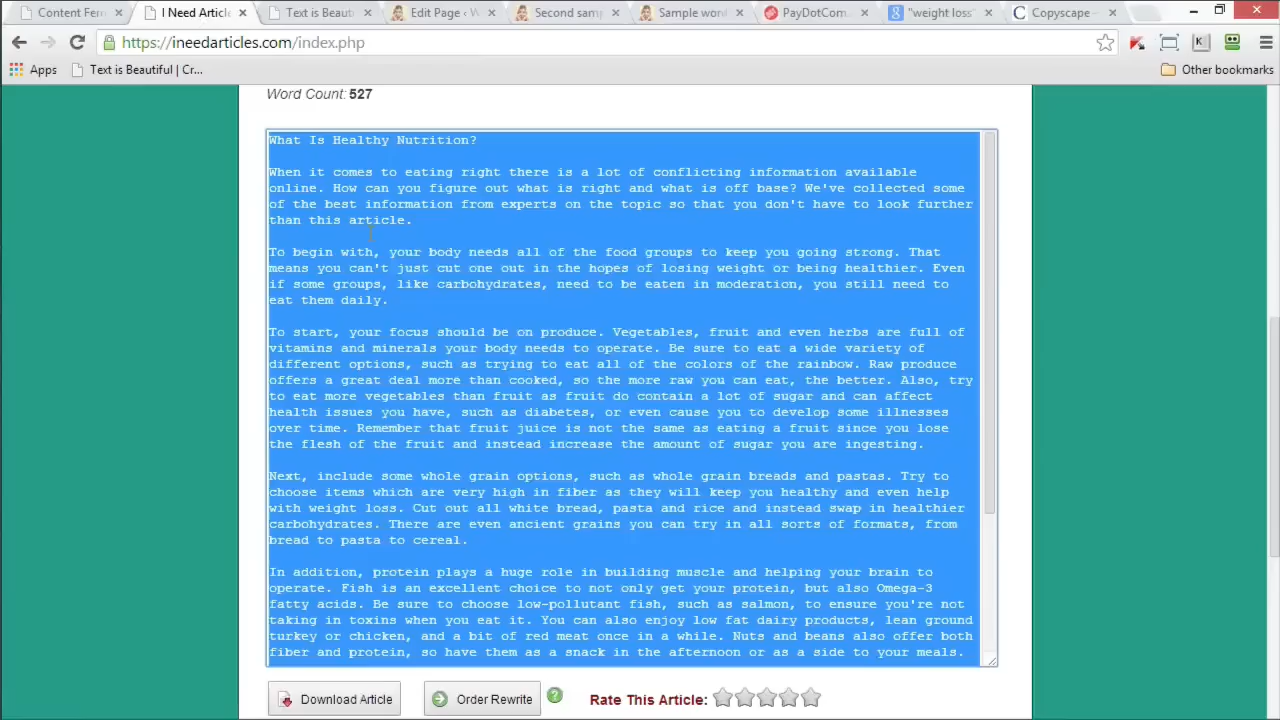 Content Fer
I Need Article
Text is Beauti
Edit Page ‹ W
Second sam
Sample word
PayDotCom.
"weight loss"
Copyscape -
https://ineedarticles.com/index.php
Apps
Text is Beautiful | Cr...
Other bookmarks
Word Count: 527
What Is Healthy Nutrition?
When it comes to eating right there is a lot of conflicting information available
online. How can you figure out what is right and what is off base? We've collected some
of the best information from experts on the topic so that you don't have to look further
than this article.
To begin with, your body needs all of the food groups to keep you going strong. That
means you can't just cut one out in the hopes of losing weight or being healthier. Even
if some groups, like carbohydrates, need to be eaten in moderation, you still need to
eat them daily.
To start, your focus should be on produce. Vegetables, fruit and even herbs are full of
vitamins and minerals your body needs to operate. Be sure to eat a wide variety of
different options, such as trying to eat all of the colors of the rainbow. Raw produce
offers a great deal more than cooked, so the more raw you can eat, the better. Also, try
to eat more vegetables than fruit as fruit do contain a lot of sugar and can affect
health issues you have, such as diabetes, or even cause you to develop some illnesses
over time. Remember that fruit juice is not the same as eating a fruit since you lose
the flesh of the fruit and instead increase the amount of sugar you are ingesting.
Next, include some whole grain options, such as whole grain breads and pastas. Try to
choose items which are very high in fiber as they will keep you healthy and even help
with weight loss. Cut out all white bread, pasta and rice and instead swap in healthier
carbohydrates. There are even ancient grains you can try in all sorts of formats, from
bread to pasta to cereal.
In addition, protein plays a huge role in building muscle and helping your brain to
operate. Fish is an excellent choice to not only get your protein, but also Omega-3
fatty acids. Be sure to choose low-pollutant fish, such as salmon, to ensure you're not
taking in toxins when you eat it. You can also enjoy low fat dairy products, lean ground
turkey or chicken, and a bit of red meat once in a while. Nuts and beans also offer both
fiber and protein, so have them as a snack in the afternoon or as a side to your meals.
Download Article
Order Rewrite
?
Rate This Article: